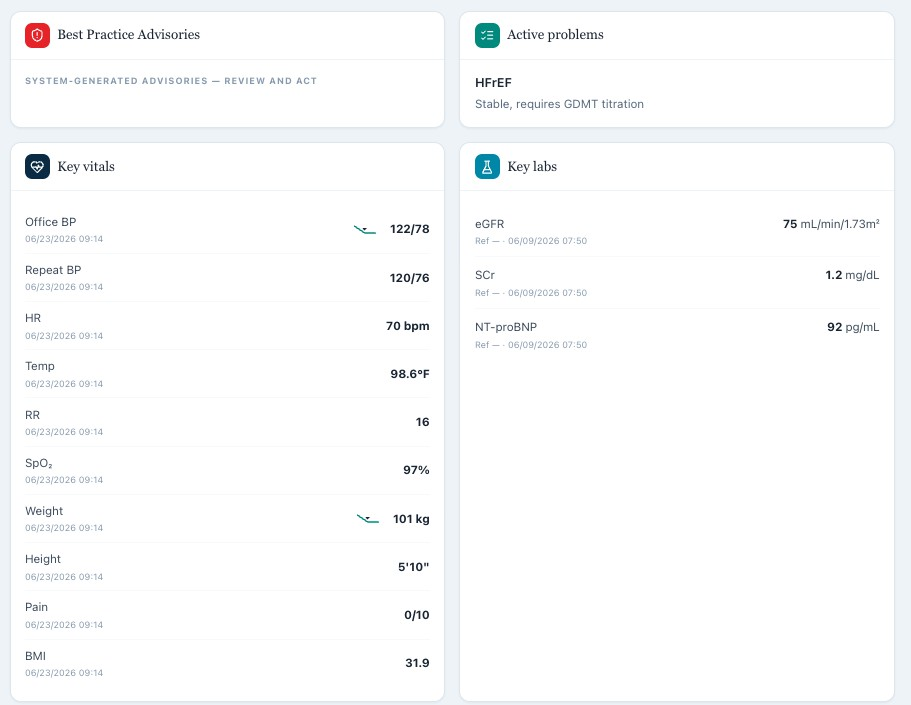 Best Practice Advisories
SYSTEM-GENERATED ADVISORIES — REVIEW AND ACT
Active problems
HFrEF
Stable, requires GDMT titration
Key vitals
Office BP
06/23/2026 09:14
122/78
Repeat BP
06/23/2026 09:14
120/76
HR
06/23/2026 09:14
70 bpm
Temp
06/23/2026 09:14
98.6°F
RR
06/23/2026 09:14
16
SpO₂
06/23/2026 09:14
97%
Weight
06/23/2026 09:14
101 kg
Height
06/23/2026 09:14
5'10"
Pain
06/23/2026 09:14
0/10
BMI
06/23/2026 09:14
31.9
Key labs
eGFR
75 mL/min/1.73m²
Ref — · 06/09/2026 07:50
SCr
1.2 mg/dL
Ref — · 06/09/2026 07:50
NT-proBNP
92 pg/mL
Ref — · 06/09/2026 07:50